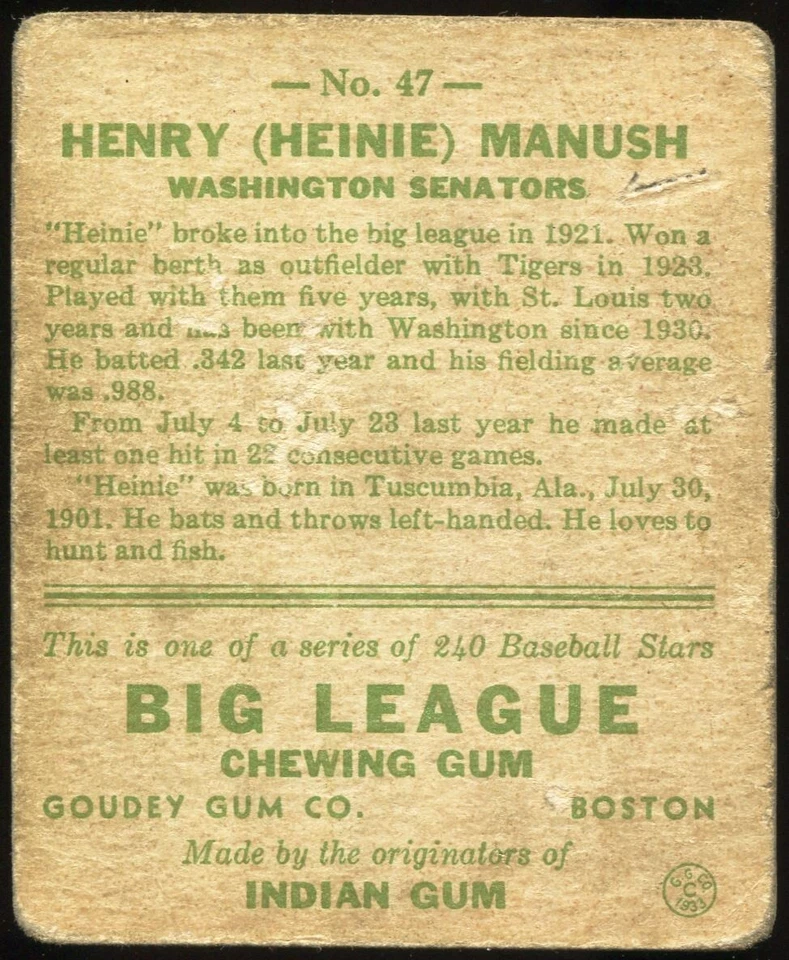 — No. 47 —
HENRY (HEINIE) MANUSH
WASHINGTON SENATORS
"Heinie" broke into the big league in 1921. Won a
regular berth as outfielder with Tigers in 1923.
Played with them five years, with St. Louis two
years and has been with Washington since 1930.
He batted .342 last year and his fielding average
was .988.
From July 4 to July 23 last year he made at
least one hit in 22 consecutive games.
"Heinie" was born in Tuscumbia, Ala., July 30,
1901. He bats and throws left-handed. He loves to
hunt and fish.
This is one of a series of 240 Baseball Stars
BIG LEAGUE
CHEWING GUM
GOUDEY GUM CO. BOSTON
Made by the originators of
INDIAN GUM
G. G. CO
C
1933